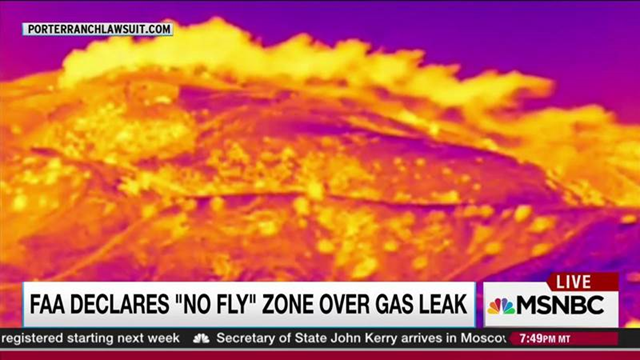 PORTERRANCHLAWSUIT.COM
LIVE
FAA DECLARES "NO FLY" ZONE OVER GAS LEAK
MSNBC
registered starting next week Secretary of State John Kerry arrives in Moscow
7:49PM MT